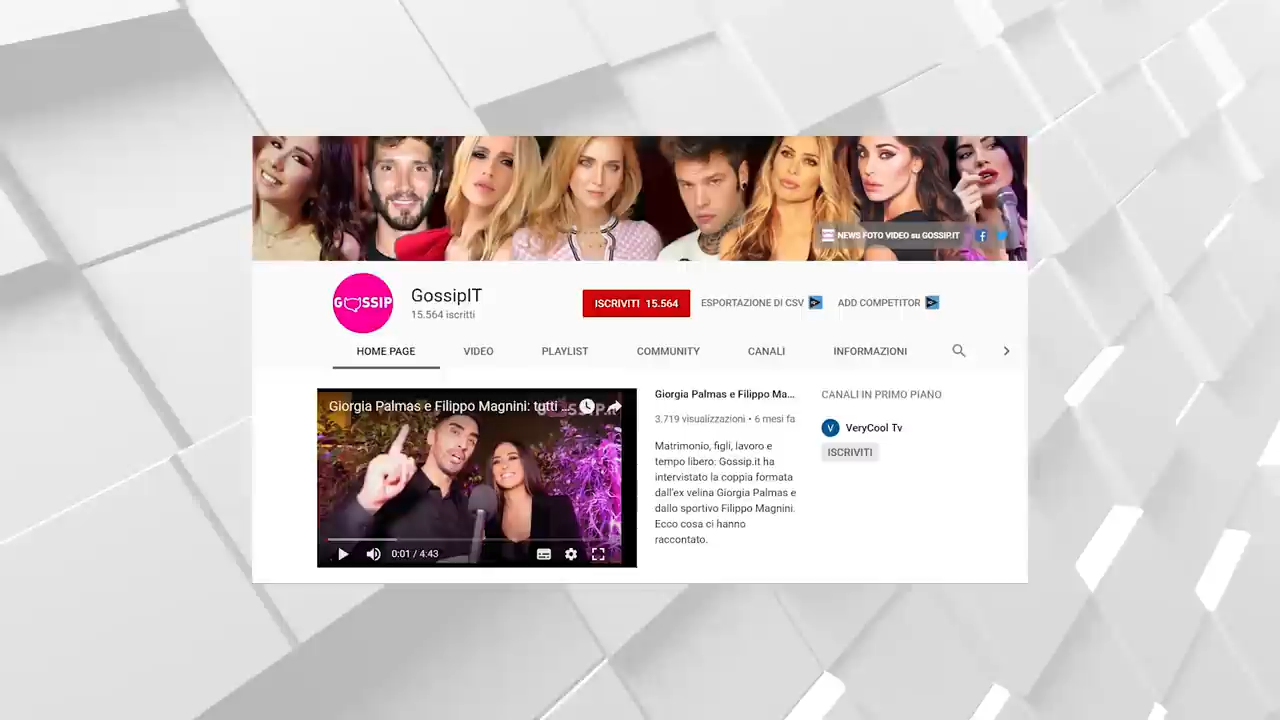 NEWS FOTO VIDEO su GOSSIP.IT
GOSSIP
GossipIT
15.564 iscritti
ISCRIVITI 15.564
ESPORTAZIONE DI CSV
ADD COMPETITOR
HOME PAGE
VIDEO
PLAYLIST
COMMUNITY
CANALI
INFORMAZIONI
Giorgia Palmas e Filippo Magnini: tutti ...
0:01 / 4:43
Giorgia Palmas e Filippo Ma...
3.719 visualizzazioni • 6 mesi fa
Matrimonio, figli, lavoro e
tempo libero: Gossip.it ha
intervistato la coppia formata
dall'ex velina Giorgia Palmas e
dallo sportivo Filippo Magnini.
Ecco cosa ci hanno
raccontato.
CANALI IN PRIMO PIANO
V
VeryCool Tv
ISCRIVITI